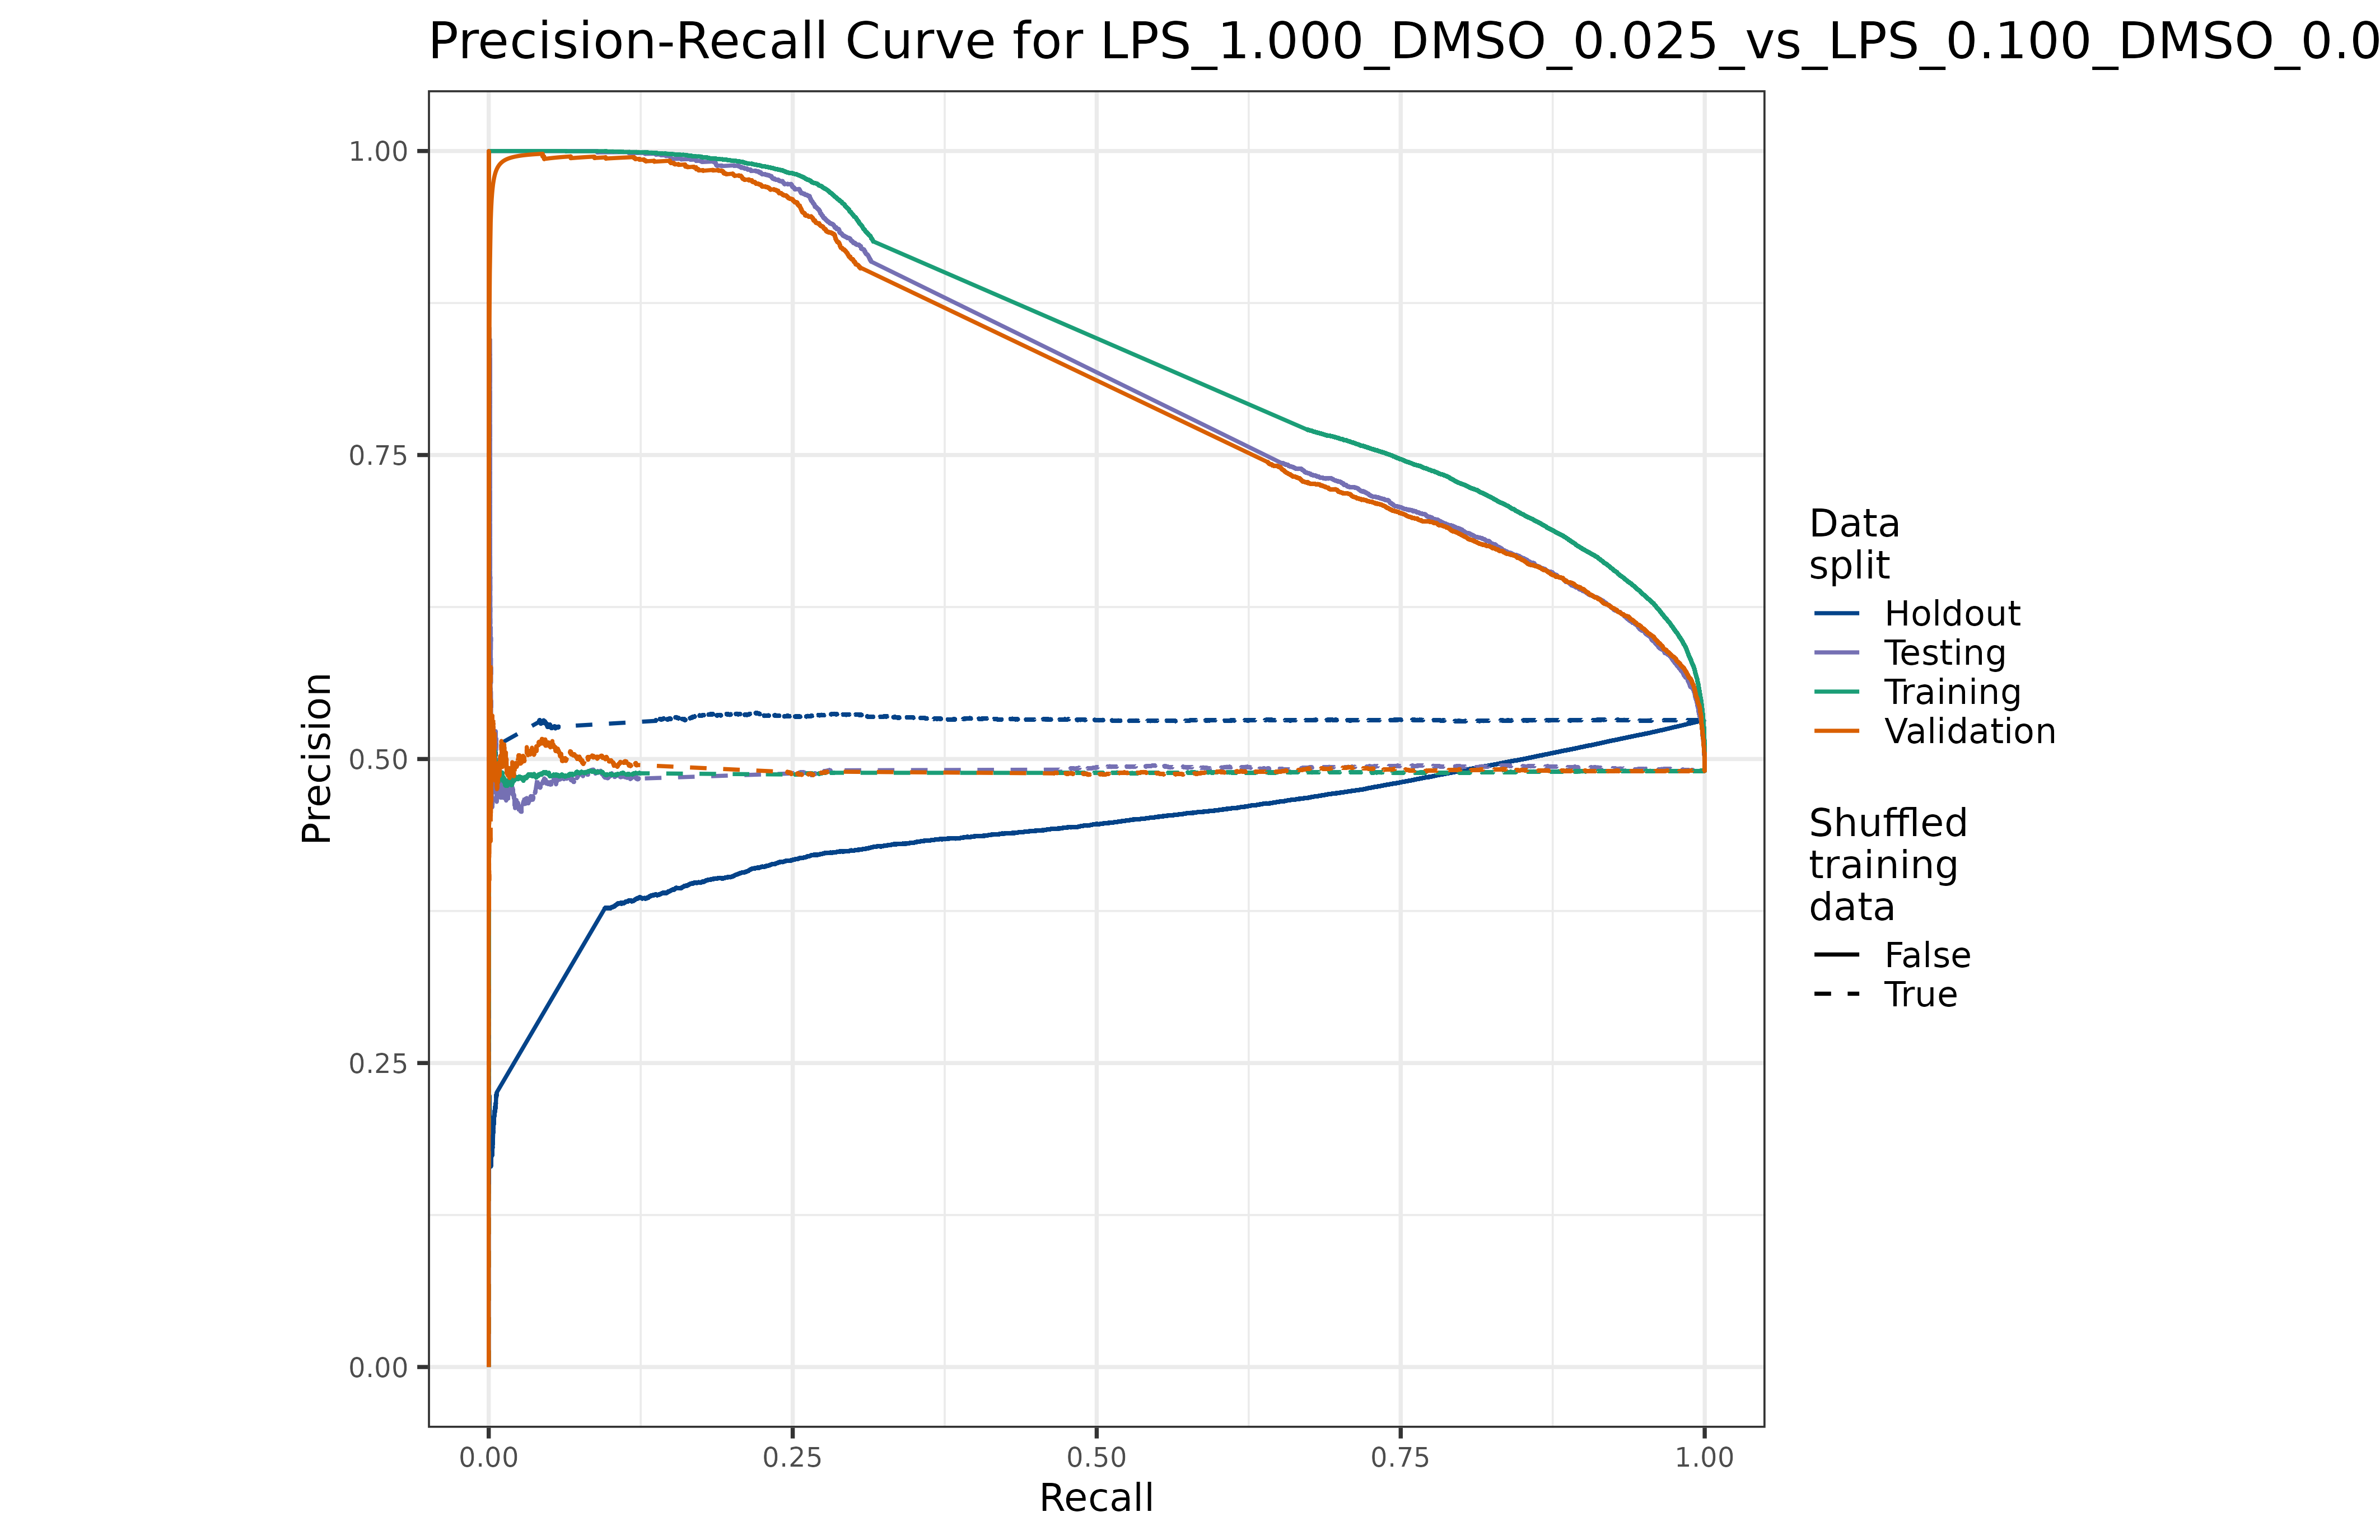 Precision-Recall Curve for LPS_1.000_DMSO_0.025_vs_LPS_0.100_DMSO_0.0
1.00
0.75
0.50
0.25
0.00
Precision
0.00 0.25 0.50 0.75 1.00
Recall
Data
split
Holdout
Testing
Training
Validation
Shuffled
training
data
False
True